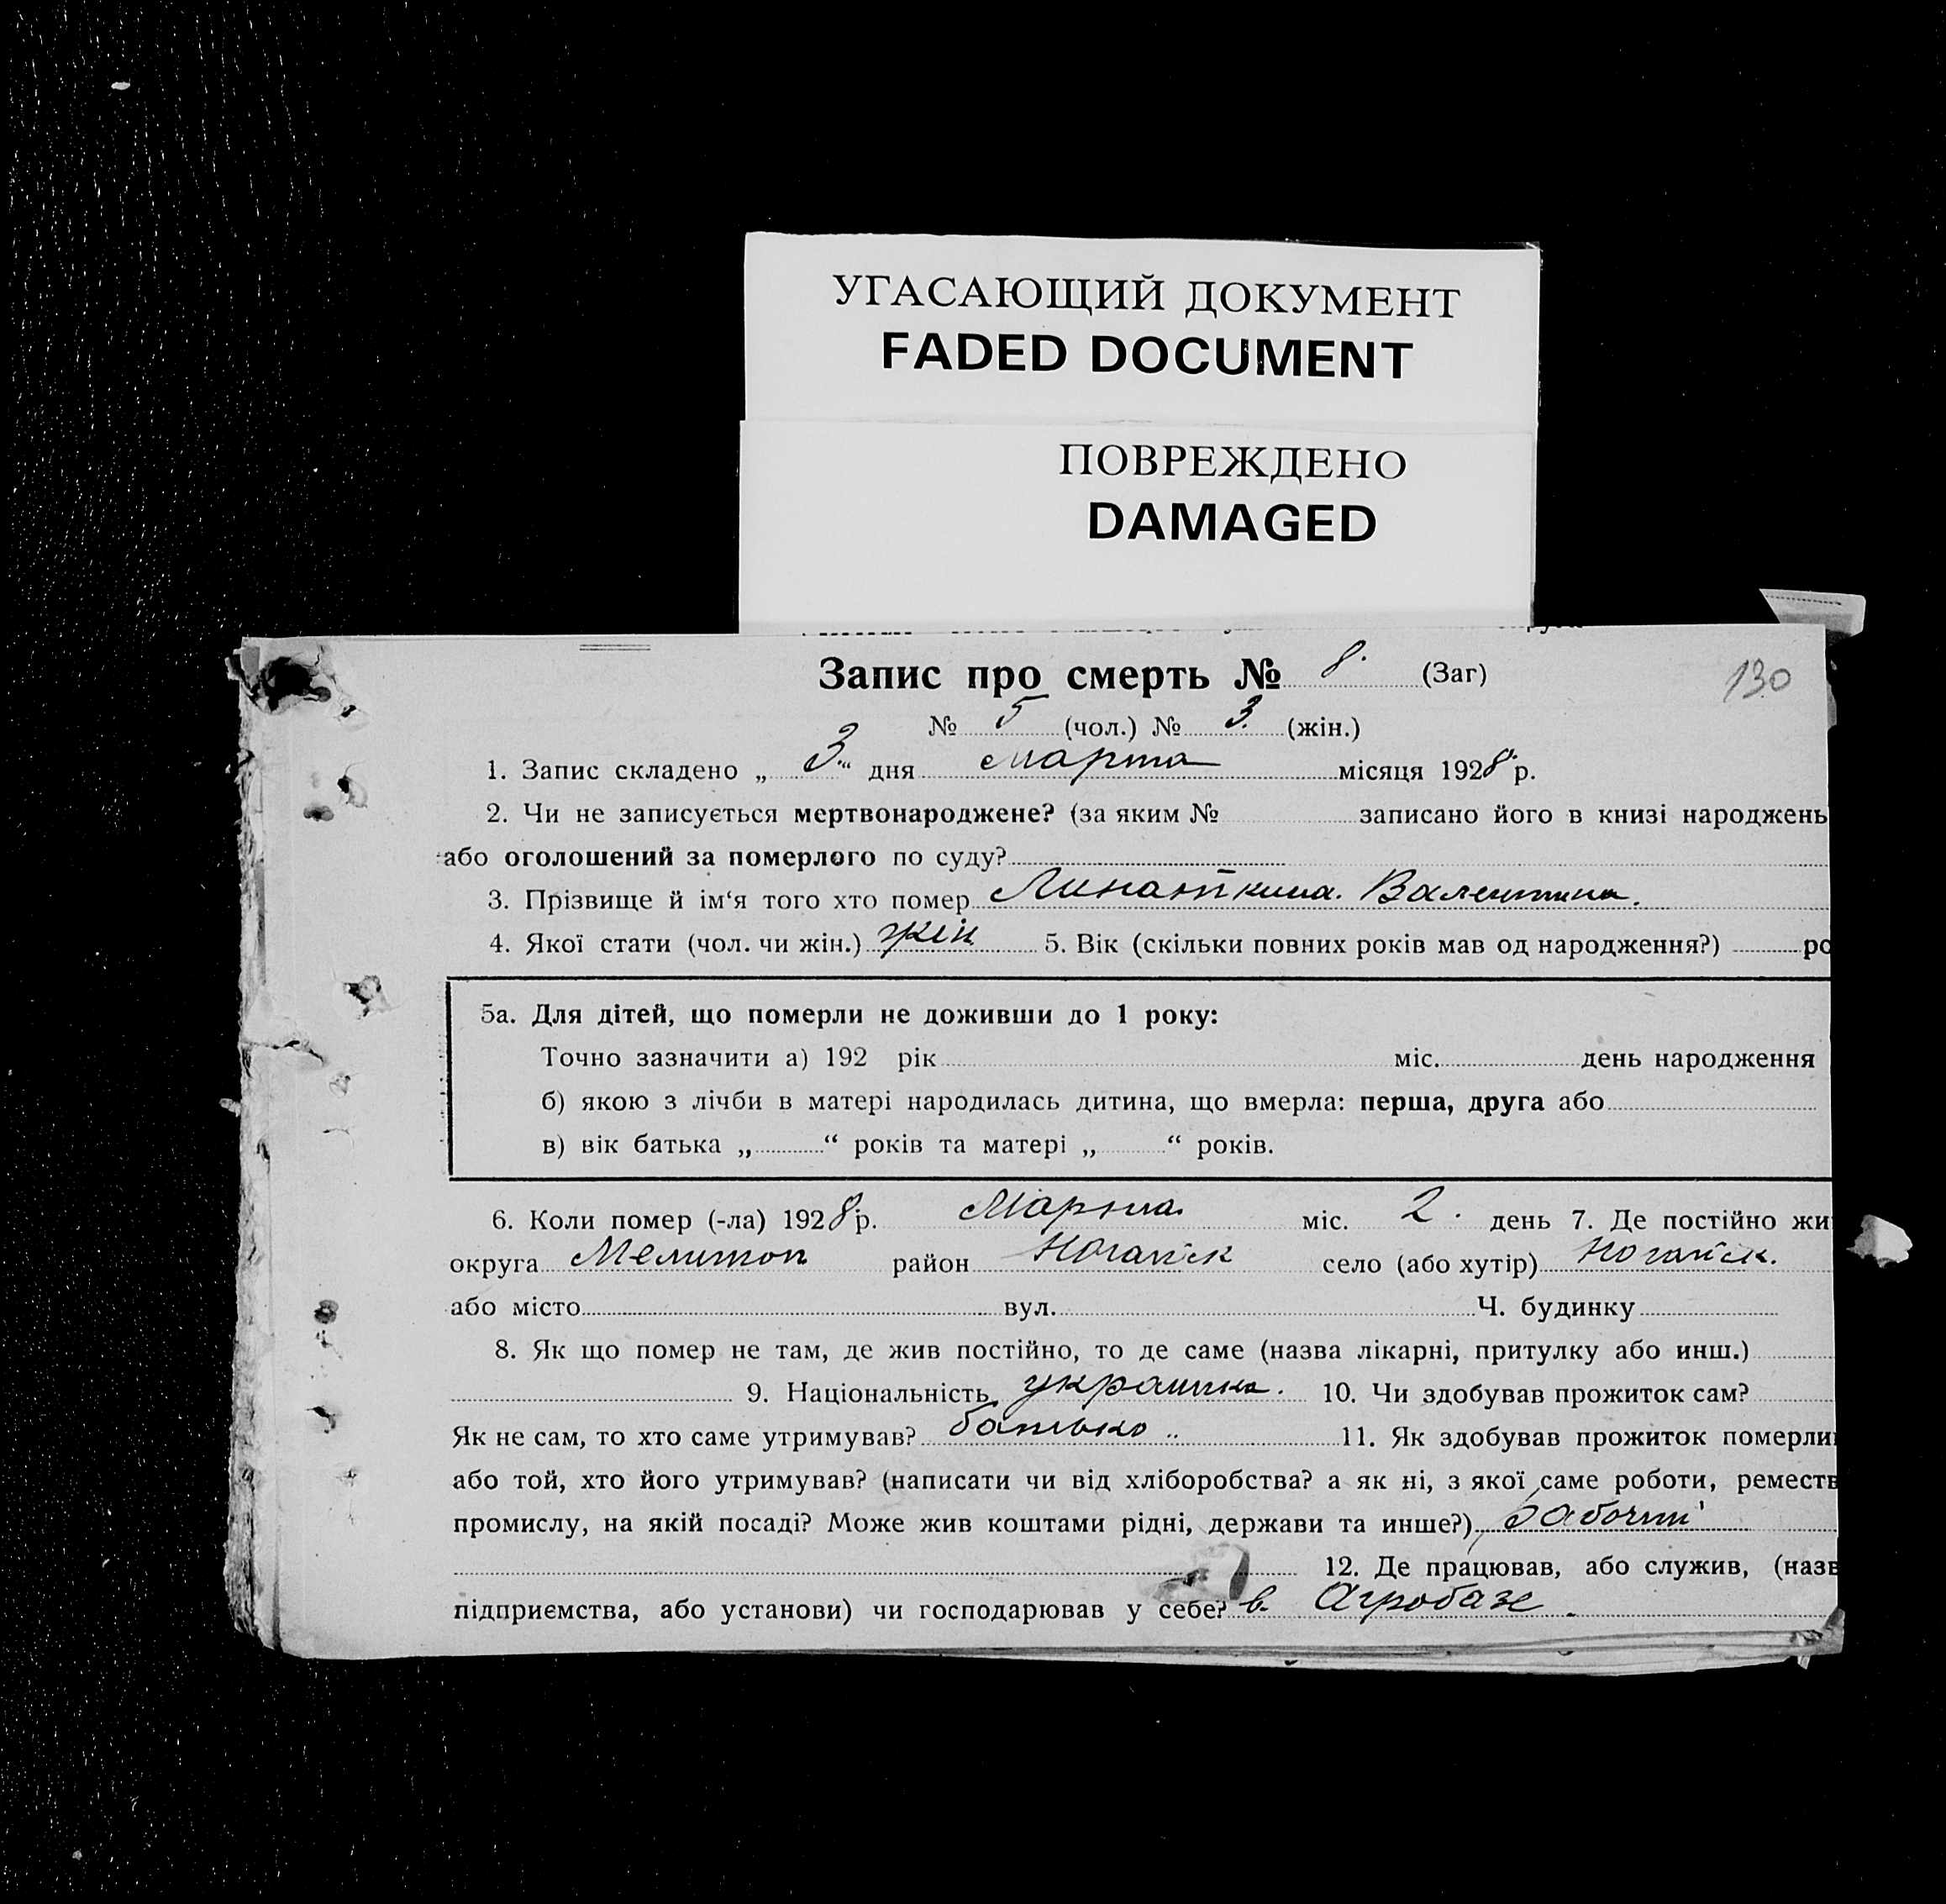 УГАСАЮЩИЙ ДОКУМЕНТ
FADED DOCUMENT
ПОВРЕЖДЕНО
DAMAGED
Запис про смерть № 8. (Заг)
130
№ 5 (чол.) № 3. (жін.)
1. Запис складено „ 3 “ дня марта місяця 1928 р.
2. Чи не записується мертвонароджене? (за яким № записано його в книзі народжень
або оголошений за померлого по суду?
3. Прізвище й ім‘я того хто помер Валентина.
4. Якої стати (чол. чи жін.) жін 5. Вік (скільки повних років мав од народження?) ро
5а. Для дітей, що померли не доживши до 1 року:
Точно зазначити а) 192 рік міс. день народження
б) якою з лічби в матері народилась дитина, що вмерла: перша, друга або
в) вік батька „ “ років та матері „ “ років.
6. Коли помер (-ла) 1928 р. Марта міс. 2. день 7. Де постійно жи
округа Мелитоп район Ногайск село (або хутір) Ногайск.
або місто вул. Ч. будинку
8. Як що помер не там, де жив постійно, то де саме (назва лікарні, притулку або инш.)
9. Національність украинка. 10. Чи здобував прожиток сам?
Як не сам, то хто саме утримував? батько 11. Як здобував прожиток померли
або той, хто його утримував? (написати чи від хліборобства? а як ні, з якої саме роботи, реместв
промислу, на якій посаді? Може жив коштами рідні, держави та инше?) рабочий
12. Де працював, або служив, (назв
підприємства, або установи) чи господарював у себе? в. Агробазе.